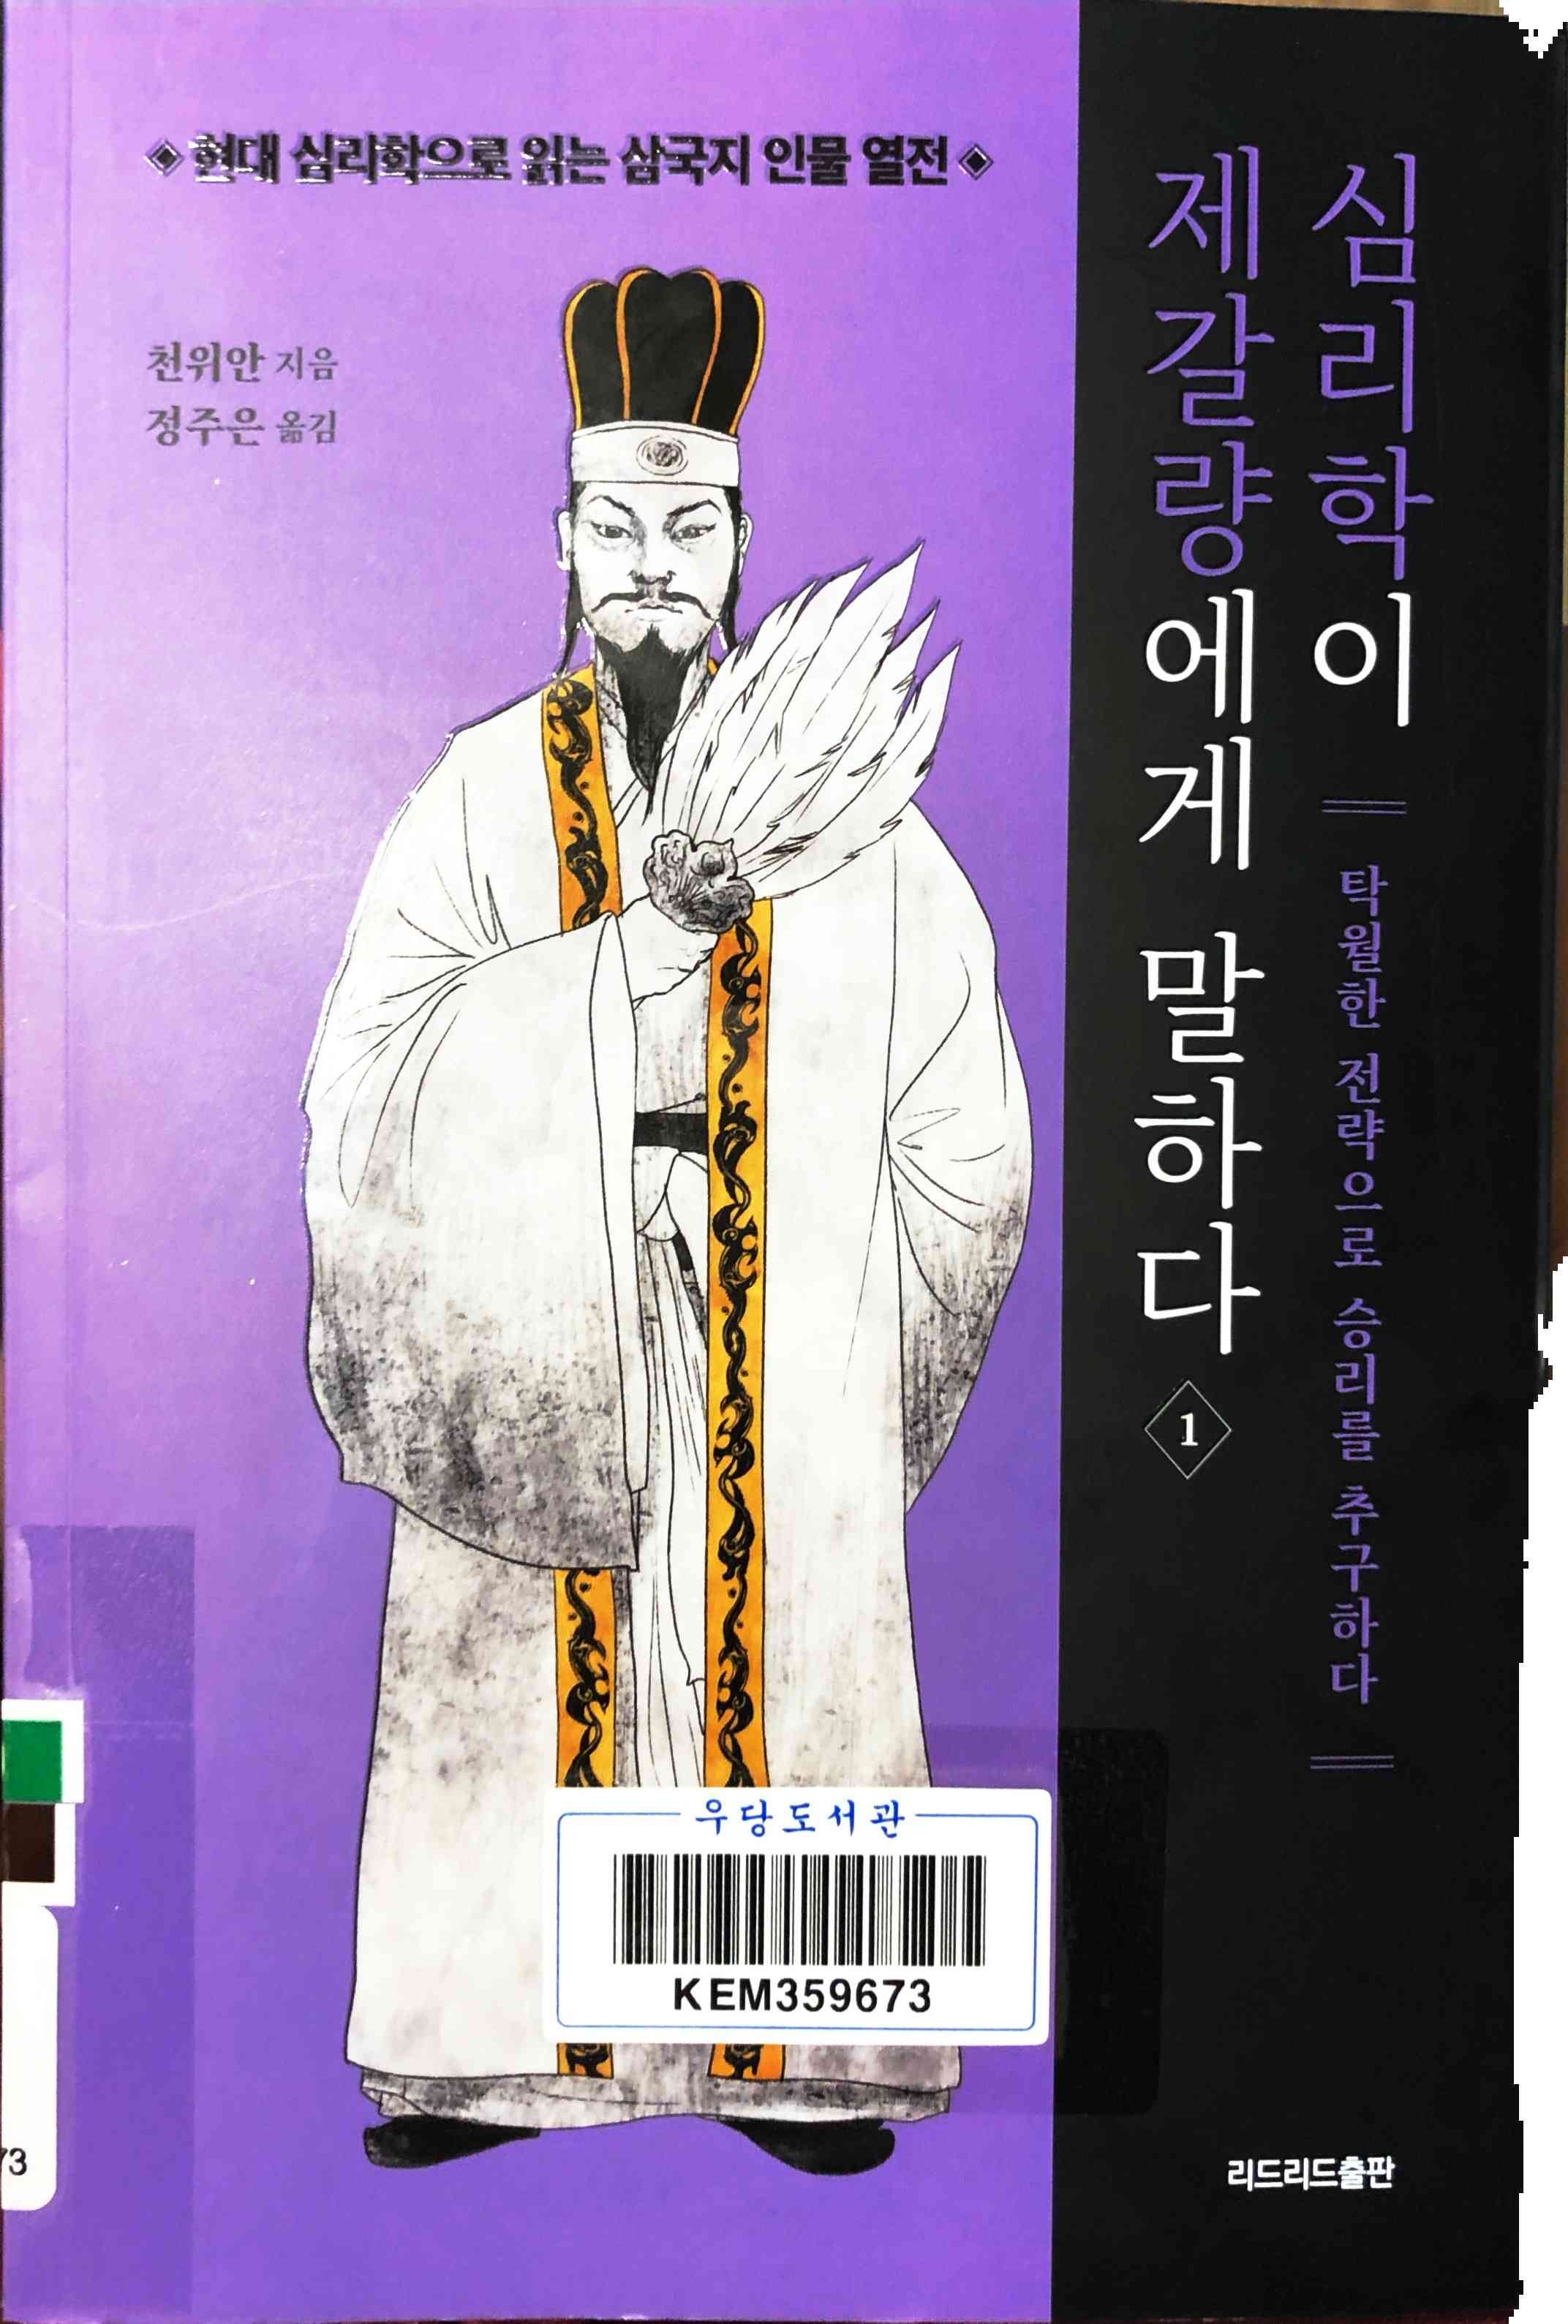 ◈ 현대 심리학으로 읽는 삼국지 인물 열전 ◈
천위안 지음
정주은 옮김
심리학이
제갈량에게 말하다
1
탁월한 전략으로 승리를 추구하다
우당도서관
KEM359673
73
리드리드출판